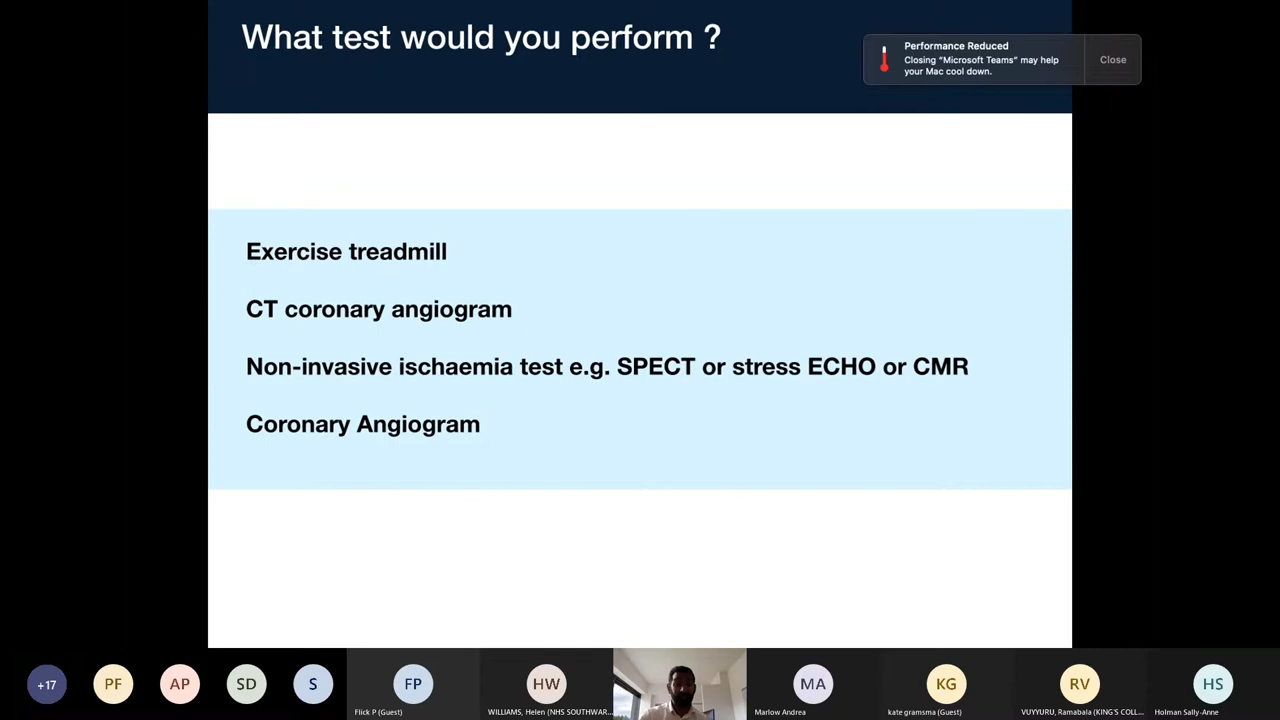 What test would you perform ?
Performance Reduced
Closing “Microsoft Teams” may help
your Mac cool down.
Close
Exercise treadmill
CT coronary angiogram
Non-invasive ischaemia test e.g. SPECT or stress ECHO or CMR
Coronary Angiogram
+17
PF
AP
SD
S
FP
HW
MA
KG
RV
HS
Flick P (Guest)
WILLIAMS, Helen (NHS SOUTHWAR...
Marlow Andrea
kate gramsma (Guest)
VUYYURU, Ramabala (KING'S COLL...
Holman Sally-Anne